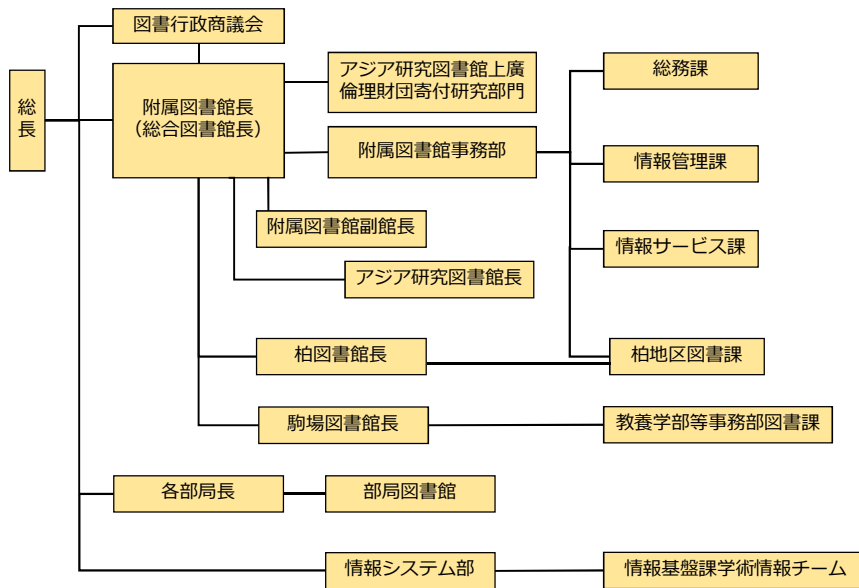 図書行政商議会
総
長
附属図書館長
（総合図書館長）
アジア研究図書館上廣
倫理財団寄付研究部門
総務課
附属図書館事務部
情報管理課
附属図書館副館長
情報サービス課
アジア研究図書館長
柏図書館長
柏地区図書課
駒場図書館長
教養学部等事務部図書課
各部局長
部局図書館
情報システム部
情報基盤課学術情報チーム